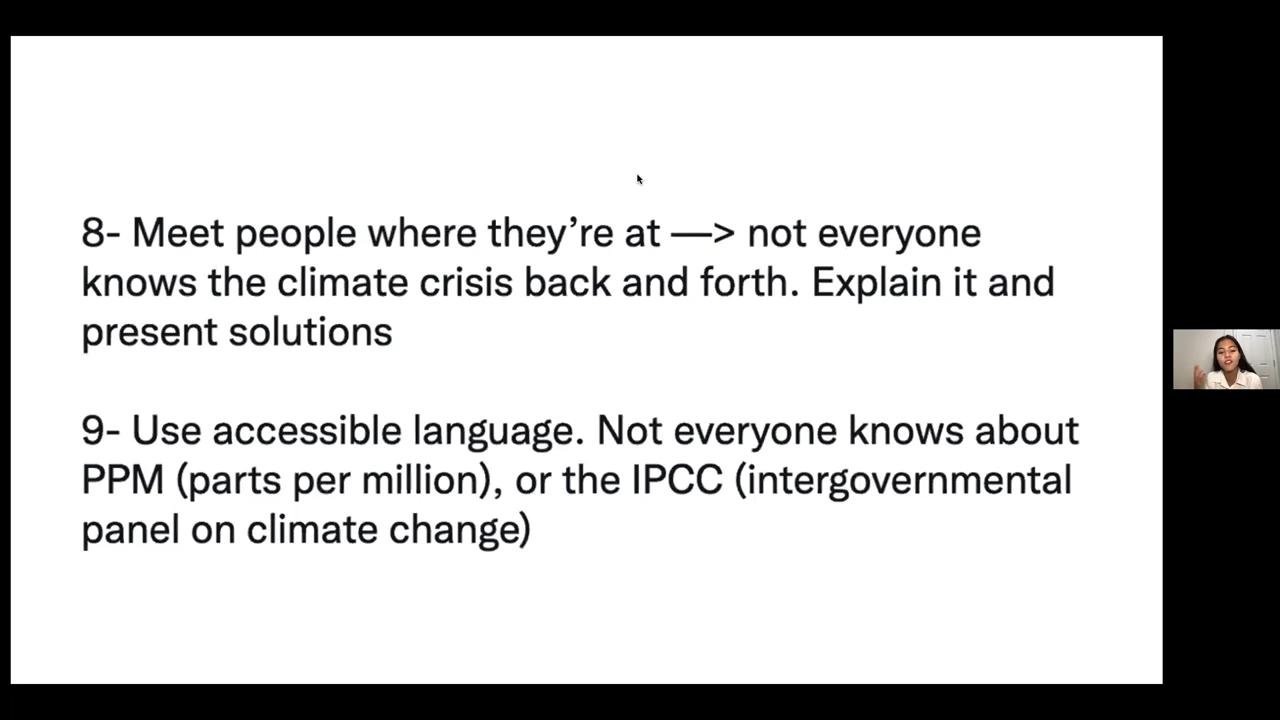 8- Meet people where they’re at —> not everyone
knows the climate crisis back and forth. Explain it and
present solutions
9- Use accessible language. Not everyone knows about
PPM (parts per million), or the IPCC (intergovernmental
panel on climate change)